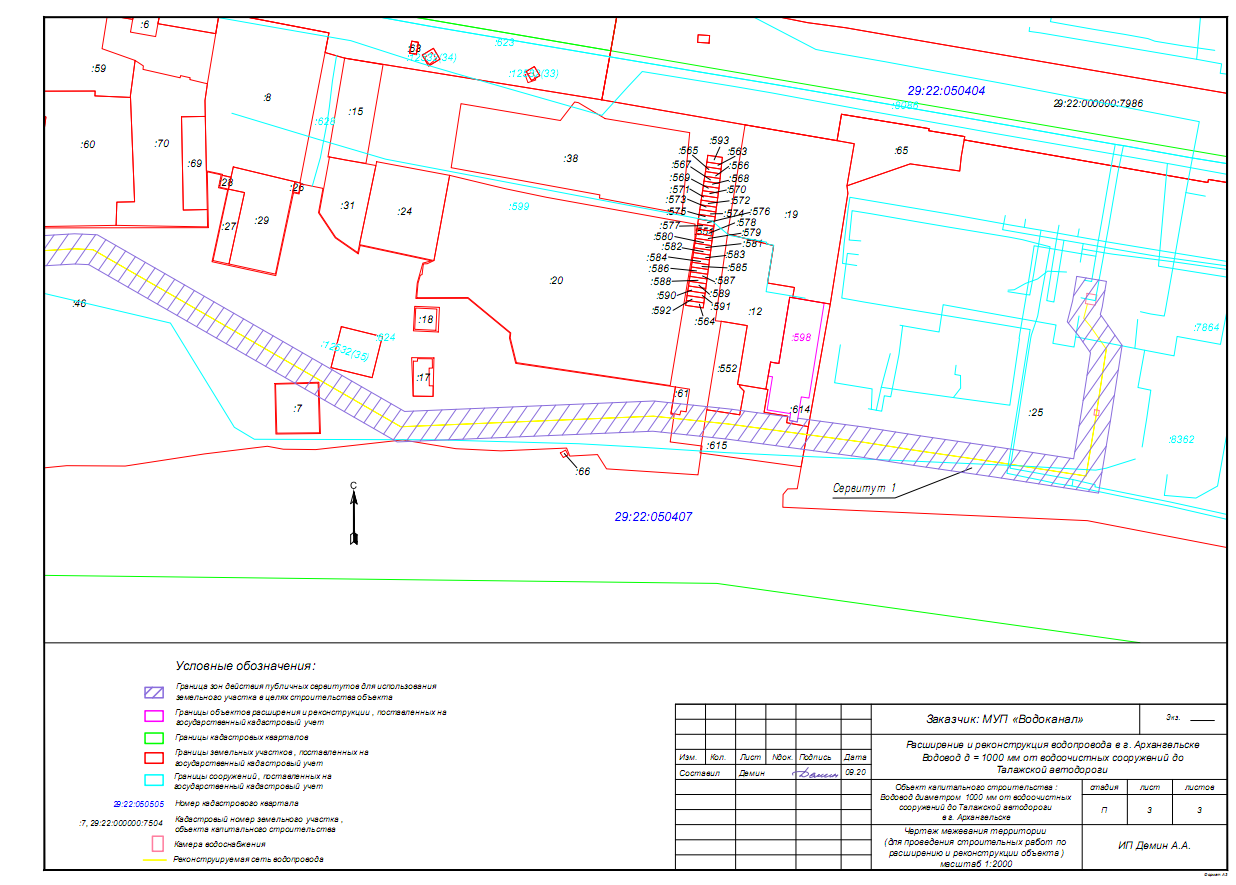 :6
:59
:8
:60
:70
:69
:28
:27
:29
:26
:15
:628
:31
:24
:63
:623
:38
:599
:20
:593
:565
:563
:567
:566
:569
:568
:571
:570
:573
:572
:575
:574
:576
:577
:578
:580
:579
:582
:581
:584
:583
:586
:585
:588
:587
:590
:589
:592
:591
:564
:19
:12
:552
:598
:614
:61
:615
:65
29:22:050404
29:22:000000:7986
:7864
:25
:6362
:46
:18
:17
:7
:624
:66
Сервитут 1
29:22:050407
С
Условные обозначения:
Граница зон действия публичных сервитутов для использования
земельного участка в целях строительства объекта
Границы объектов расширения и реконструкции, поставленных на
государственный кадастровый учет
Границы кадастровых кварталов
Границы земельных участков, поставленных на
государственный кадастровый учет
Границы сооружений, поставленных на
государственный кадастровый учет
29:22:050505 Номер кадастрового квартала
:7, 29:22:000000:7504 Кадастровый номер земельного участка,
объекта капитального строительства
Камера водоснабжения
Реконструируемая сеть водопровода
Заказчик: МУП «Водоканал»
Экз.
Расширение и реконструкция водопровода в г. Архангельске
Водовод d = 1000 мм от водоочистных сооружений до
Талажской автодороги
Изм. Кол. Лист Nдок. Подпись Дата
Составил Демин 09.20
Объект капитального строительства:
Водовод диаметром 1000 мм от водоочистных
сооружений до Талажской автодороги
в г. Архангельске
стадия лист листов
П 3 3
Чертеж межевания территории
(для проведения строительных работ по
расширению и реконструкции объекта)
масштаб 1:2000
ИП Демин А.А.
Формат А3